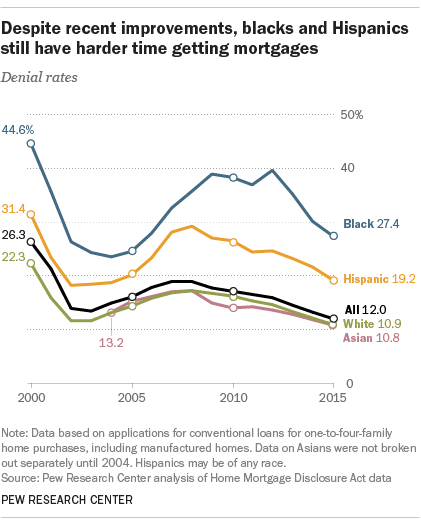 Despite recent improvements, blacks and Hispanics
still have harder time getting mortgages
Denial rates
50%
44.6%
40
31.4
Black 27.4
26.3
22.3
Hispanic 19.2
All 12.0
White 10.9
Asian 10.8
13.2
0
2000 2005 2010 2015
Note: Data based on applications for conventional loans for one-to-four-family
home purchases, including manufactured homes. Data on Asians were not broken
out separately until 2004. Hispanics may be of any race.
Source: Pew Research Center analysis of Home Mortgage Disclosure Act data
PEW RESEARCH CENTER